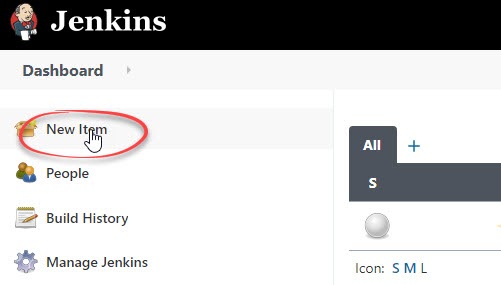 Jenkins
Dashboard
New Item
People
Build History
Manage Jenkins
All +
S
Icon: S M L